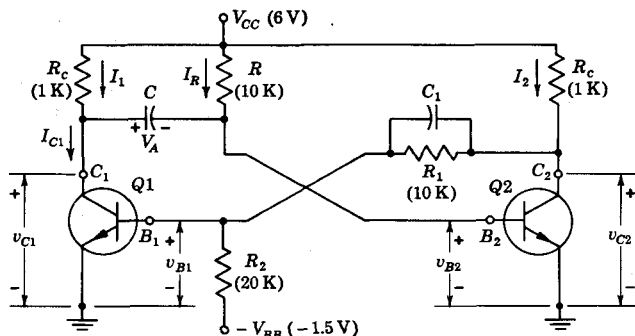 V_CC (6 V)
R_c (1 K)
I_1
I_R
R (10 K)
I_2
R_c (1 K)
C
+ V_A −
C_1
I_C1
R_1 (10 K)
C_1
Q1
Q2
C_2
+
v_C1
−
B_1
+
v_B1
−
R_2 (20 K)
B_2
+
v_B2
−
+
v_C2
−
− V_BB (−1.5 V)